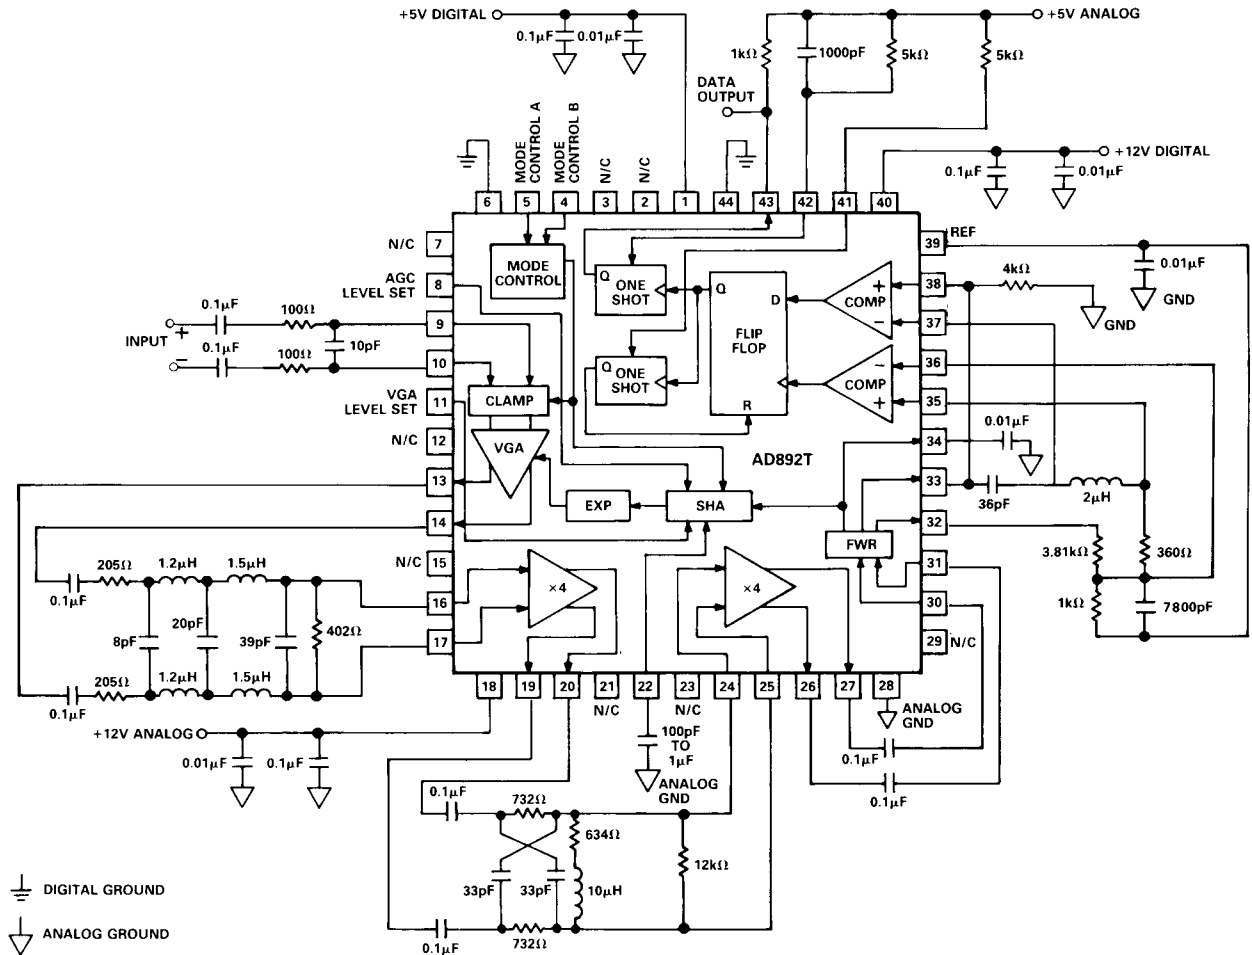 +5V DIGITAL
0.1µF
0.01µF
1kΩ
1000pF
5kΩ
5kΩ
+5V ANALOG
DATA
OUTPUT
+12V DIGITAL
0.1µF
0.01µF
MODE
CONTROL A
MODE
CONTROL B
N/C
N/C
6
5
4
3
2
1
44
43
42
41
40
N/C
7
AGC
LEVEL SET
8
9
10
VGA
LEVEL SET
11
N/C
12
13
14
N/C
15
16
17
INPUT
+
−
0.1µF
0.1µF
100Ω
100Ω
10pF
MODE
CONTROL
CLAMP
VGA
Q
ONE
SHOT
Q
ONE
SHOT
Q
D
FLIP
FLOP
R
+
COMP
−
−
COMP
+
AD892T
EXP
SHA
FWR
×4
×4
39
REF
38
37
36
35
34
33
32
31
30
29
N/C
0.01µF
GND
4kΩ
GND
0.01µF
36pF
2µH
3.81kΩ
360Ω
1kΩ
7800pF
205Ω
1.2µH
1.5µH
0.1µF
8pF
20pF
39pF
402Ω
205Ω
1.2µH
1.5µH
0.1µF
18
19
20
21
22
23
24
25
26
27
28
N/C
N/C
ANALOG
GND
+12V ANALOG
0.01µF
0.1µF
100pF
TO
1µF
ANALOG
GND
0.1µF
0.1µF
0.1µF
732Ω
634Ω
33pF
33pF
10µH
12kΩ
0.1µF
732Ω
DIGITAL GROUND
ANALOG GROUND